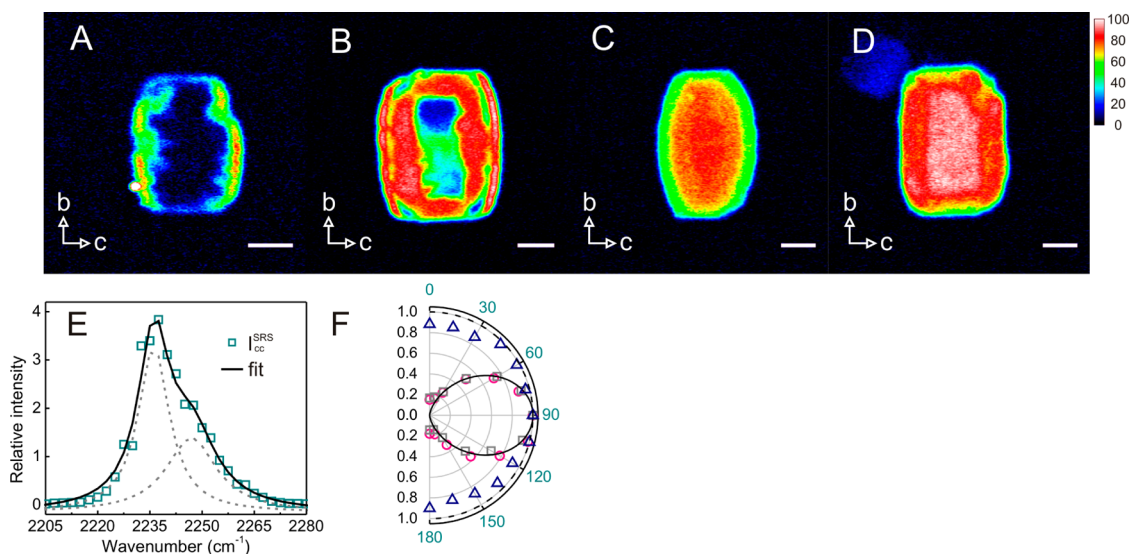 A
B
C
D
100
80
60
40
20
0
b
c
b
c
b
c
b
c
E
4
3
2
1
0
Relative intensity
I SRS cc
fit
2205 2220 2235 2250 2265 2280
Wavenumber (cm⁻¹)
F
0
30
60
90
120
150
180
1.0
0.8
0.6
0.4
0.2
0.0
0.2
0.4
0.6
0.8
1.0